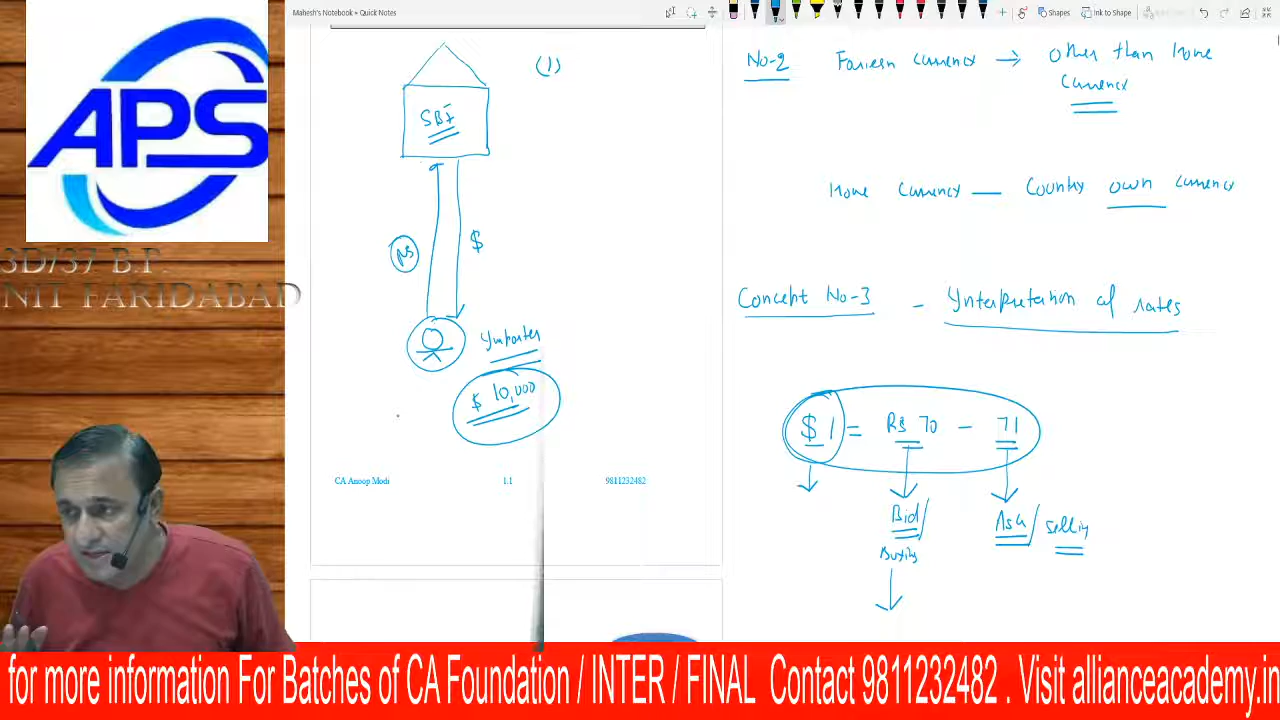 Mahesh's Notebook » Quick Notes
Shapes
Ink to Shape
APS
3D/37 B.P.
NIT FARIDABAD
(1)
SBI
Rs
$
Importer
$ 10,000
CA Anoop Modi 1.1 9811232482
No-2 Foriegn currency → other than Home
Currency
Home Currency — Country own currency
Concept No-3 - Interpretation of rates
$ 1 = Rs 70 - 71
Bid/ Ask/ selling
Buying
for more information For Batches of CA Foundation / INTER / FINAL Contact 9811232482 . Visit allianceacademy.in